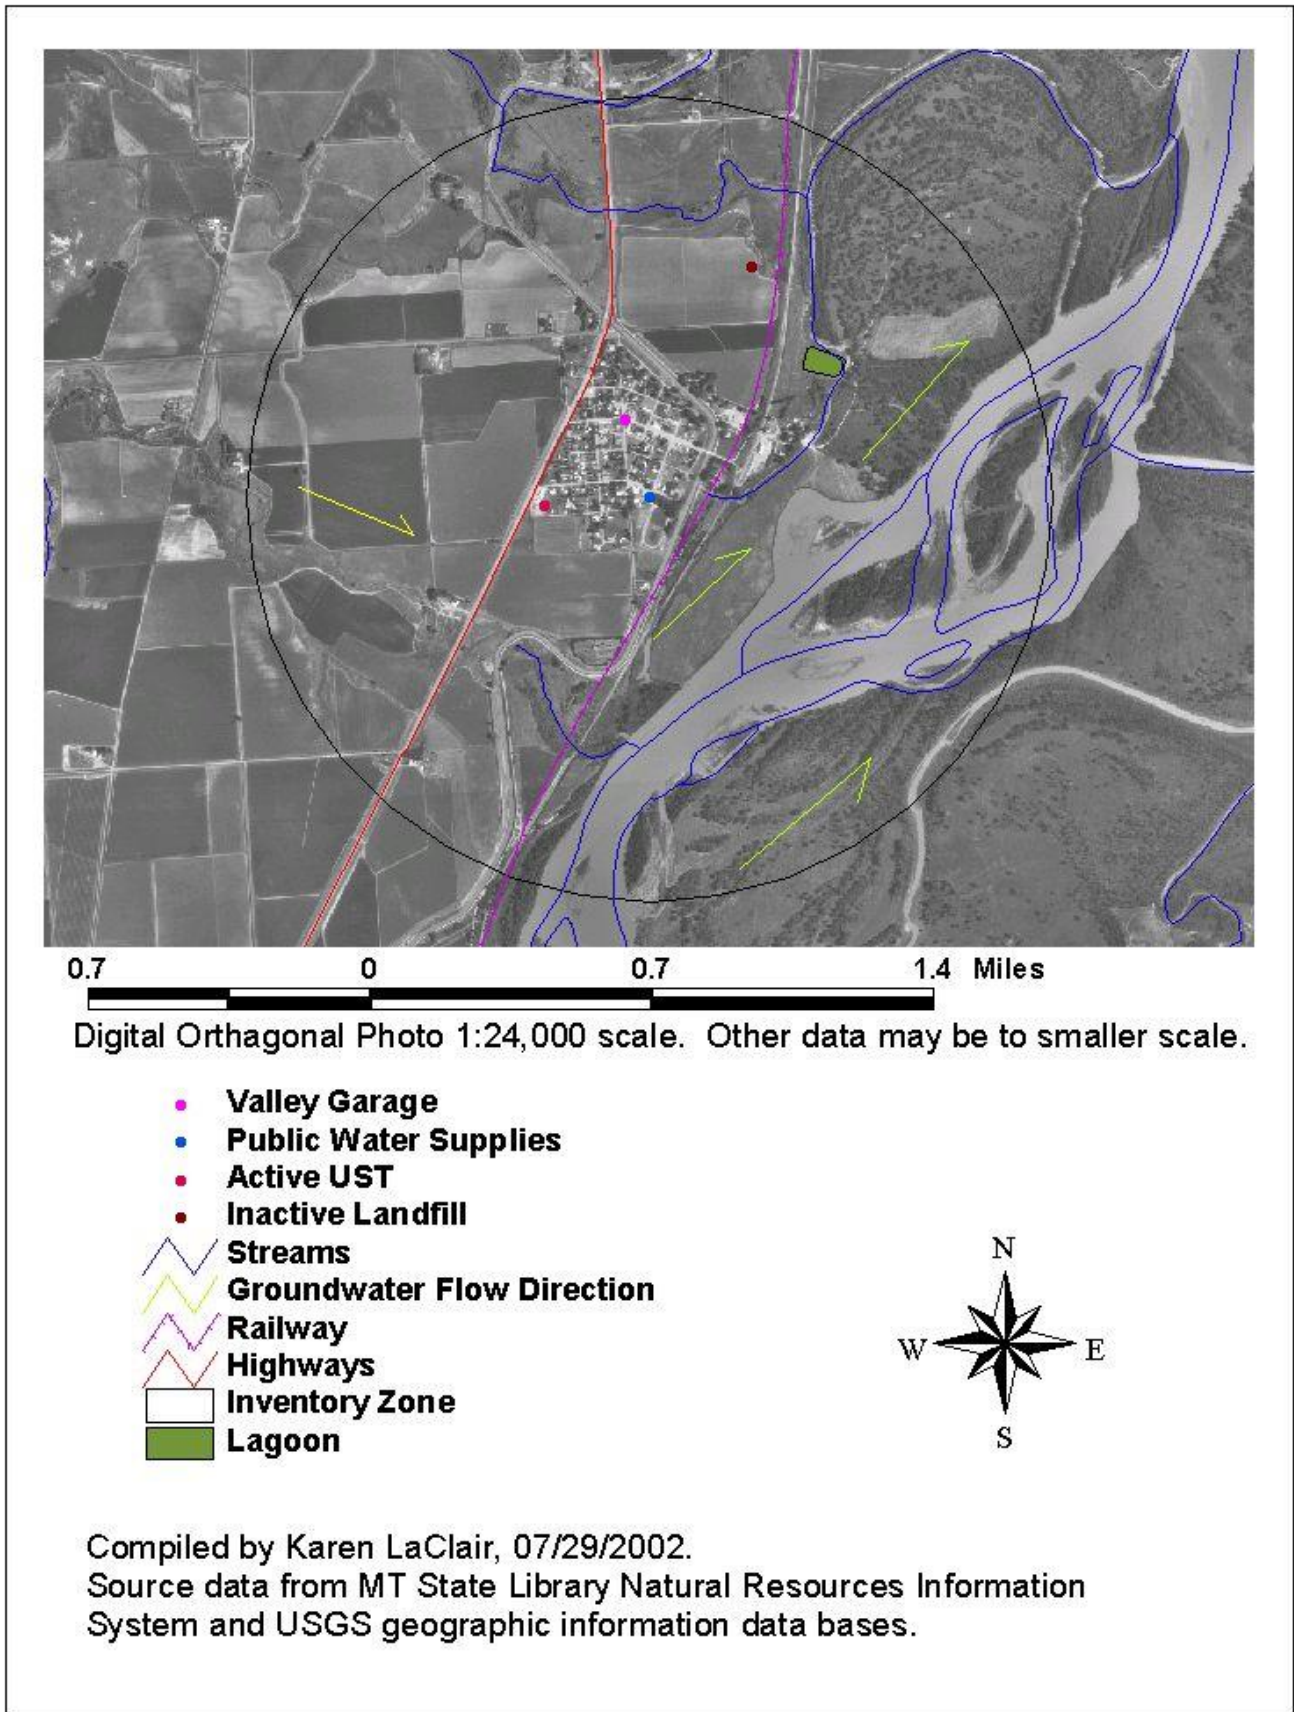 0.7 0 0.7 1.4 Miles
Digital Orthagonal Photo 1:24,000 scale. Other data may be to smaller scale.
Valley Garage
Public Water Supplies
Active UST
Inactive Landfill
Streams
Groundwater Flow Direction
Railway
Highways
Inventory Zone
Lagoon
N
W E
S
Compiled by Karen LaClair, 07/29/2002.
Source data from MT State Library Natural Resources Information
System and USGS geographic information data bases.